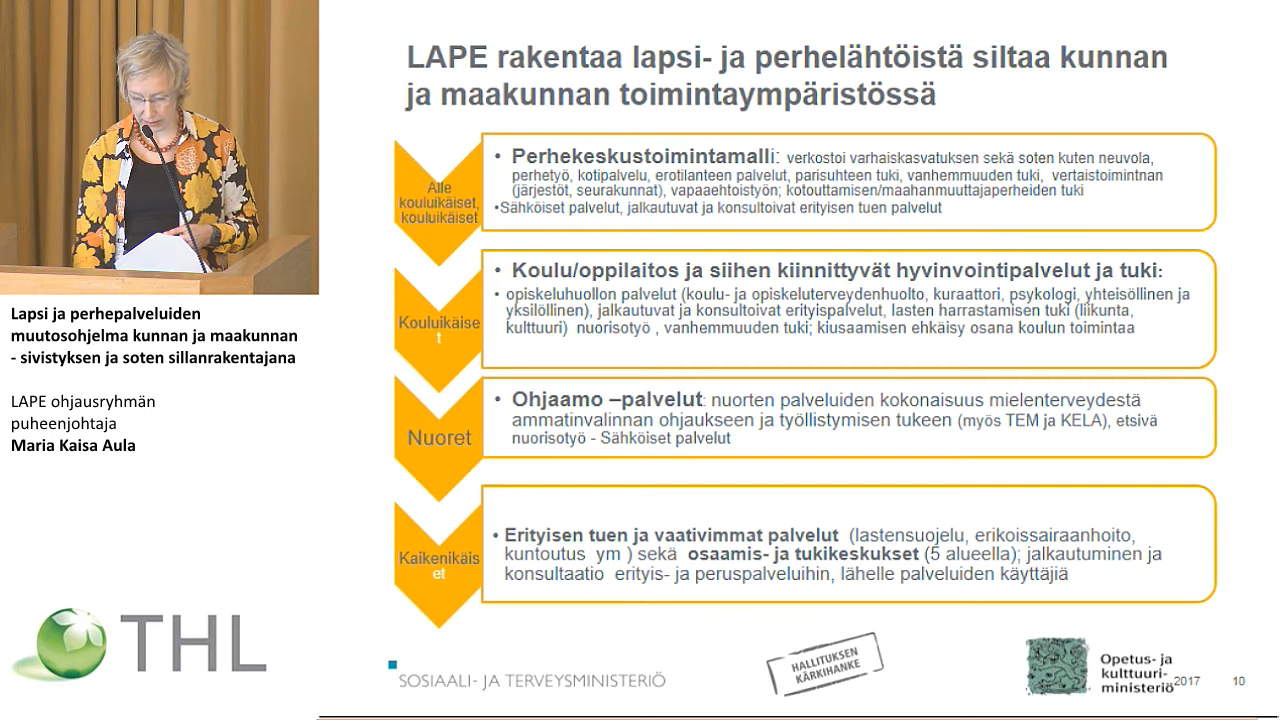 LAPE rakentaa lapsi- ja perhelähtöistä siltaa kunnan
ja maakunnan toimintaympäristössä
Alle
kouluikäiset,
kouluikäiset
• Perhekeskustoimintamalli: verkostoi varhaiskasvatuksen sekä soten kuten neuvola,
perhetyö, kotipalvelu, erotilanteen palvelut, parisuhteen tuki, vanhemmuuden tuki, vertaistoimintnan
(järjestöt, seurakunnat), vapaaehtoistyön; kotouttamisen/maahanmuuttajaperheiden tuki
•Sähköiset palvelut, jalkautuvat ja konsultoivat erityisen tuen palvelut
Kouluikäise
t
• Koulu/oppilaitos ja siihen kiinnittyvät hyvinvointipalvelut ja tuki:
• opiskeluhuollon palvelut (koulu- ja opiskeluterveydenhuolto, kuraattori, psykologi, yhteisöllinen ja
yksilöllinen), jalkautuvat ja konsultoivat erityispalvelut, lasten harrastamisen tuki (liikunta,
kulttuuri) nuorisotyö , vanhemmuuden tuki; kiusaamisen ehkäisy osana koulun toimintaa
Nuoret
• Ohjaamo –palvelut: nuorten palveluiden kokonaisuus mielenterveydestä
ammatinvalinnan ohjaukseen ja työllistymisen tukeen (myös TEM ja KELA), etsivä
nuorisotyö - Sähköiset palvelut
Kaikenikäis
et
• Erityisen tuen ja vaativimmat palvelut (lastensuojelu, erikoissairaanhoito,
kuntoutus ym ) sekä osaamis- ja tukikeskukset (5 alueella); jalkautuminen ja
konsultaatio erityis- ja peruspalveluihin, lähelle palveluiden käyttäjiä
Lapsi ja perhepalveluiden
muutosohjelma kunnan ja maakunnan
- sivistyksen ja soten sillanrakentajana
LAPE ohjausryhmän
puheenjohtaja
Maria Kaisa Aula
THL
SOSIAALI- JA TERVEYSMINISTERIÖ
HALLITUKSEN
KÄRKIHANKE
Opetus- ja
kulttuuri-
ministeriö
2017
10